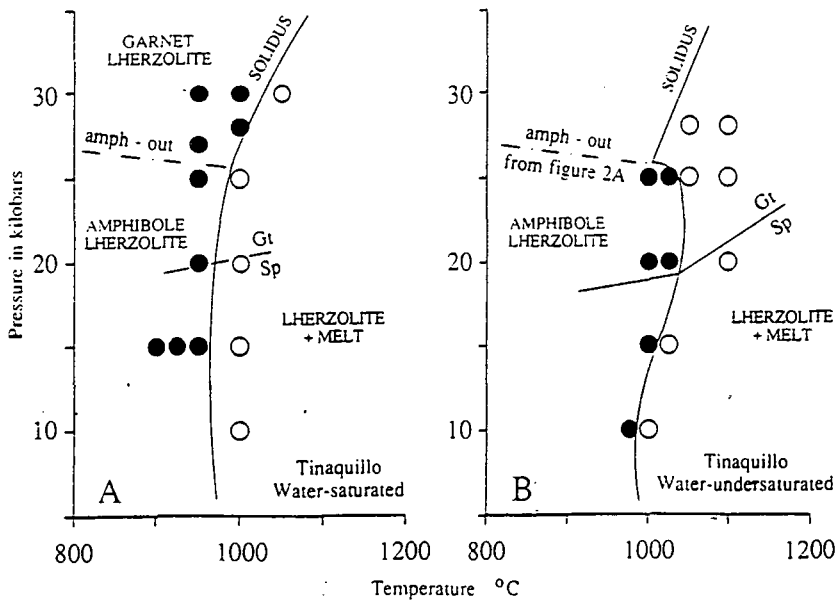 GARNET
LHERZOLITE
SOLIDUS
30
amph - out
AMPHIBOLE
LHERZOLITE
Gt
Sp
20
LHERZOLITE
+ MELT
10
A
Tinaquillo
Water-saturated
800
1000
1200
Pressure in kilobars
SOLIDUS
30
amph - out
from figure 2A
Gt
Sp
AMPHIBOLE
LHERZOLITE
20
LHERZOLITE
+ MELT
10
B
Tinaquillo
Water-undersaturated
800
1000
1200
Temperature °C